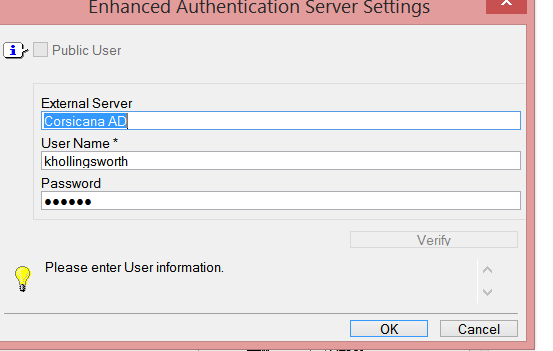 Enhanced Authentication Server Settings
Public User
External Server
Corsicana AD
User Name *
khollingsworth
Password
●●●●●●
Verify
Please enter User information.
OK
Cancel